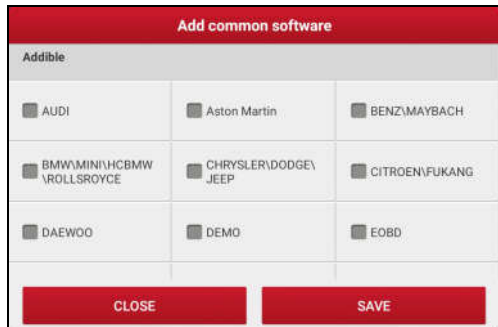 Add common software
Addible
AUDI
Aston Martin
BENZ\MAYBACH
BMW\MINI\HCBMW
\ROLLSROYCE
CHRYSLER\DODGE\
JEEP
CITROEN\FUKANG
DAEWOO
DEMO
EOBD
CLOSE
SAVE